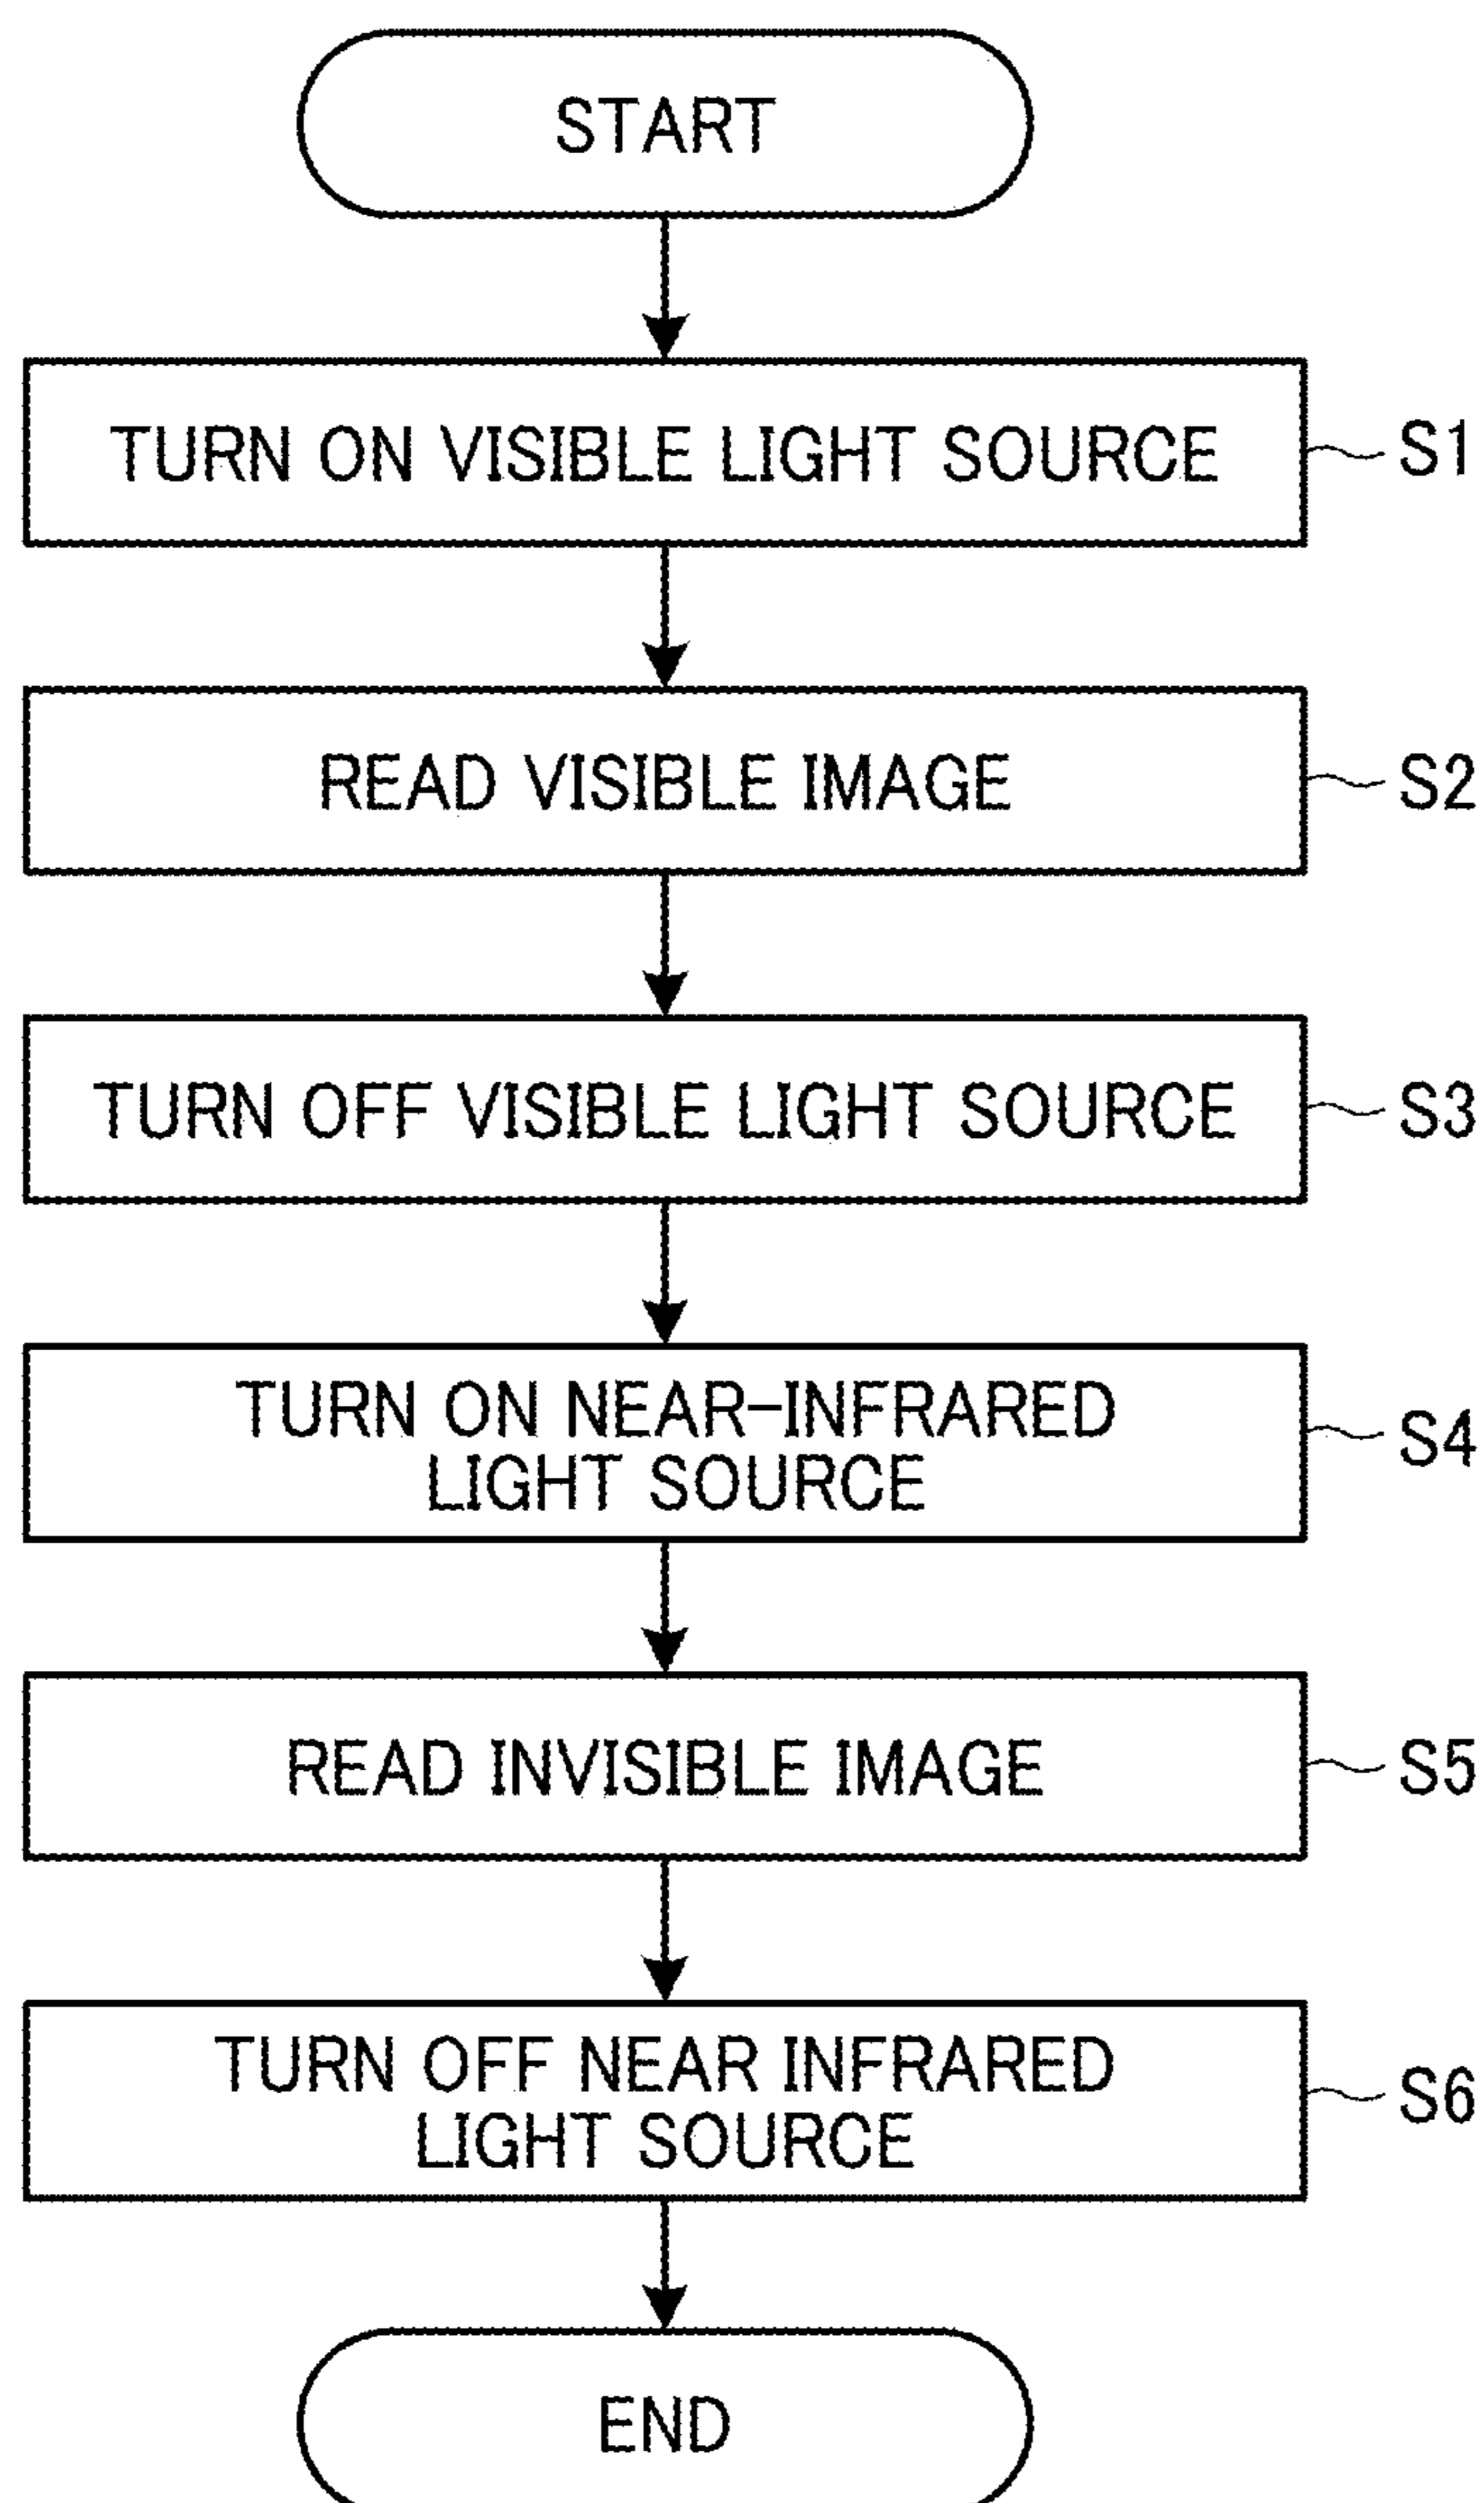 START
TURN ON VISIBLE LIGHT SOURCE S1
READ VISIBLE IMAGE S2
TURN OFF VISIBLE LIGHT SOURCE S3
TURN ON NEAR-INFRARED
LIGHT SOURCE
S4
READ INVISIBLE IMAGE S5
TURN OFF NEAR INFRARED
LIGHT SOURCE
S6
END